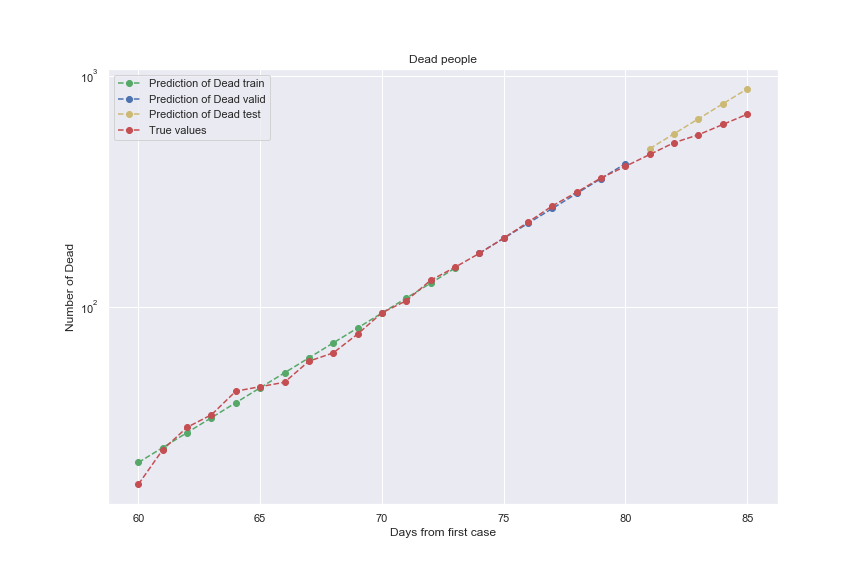 Dead people
Prediction of Dead train
Prediction of Dead valid
Prediction of Dead test
True values
Number of Dead
10³
10²
60 65 70 75 80 85
Days from first case